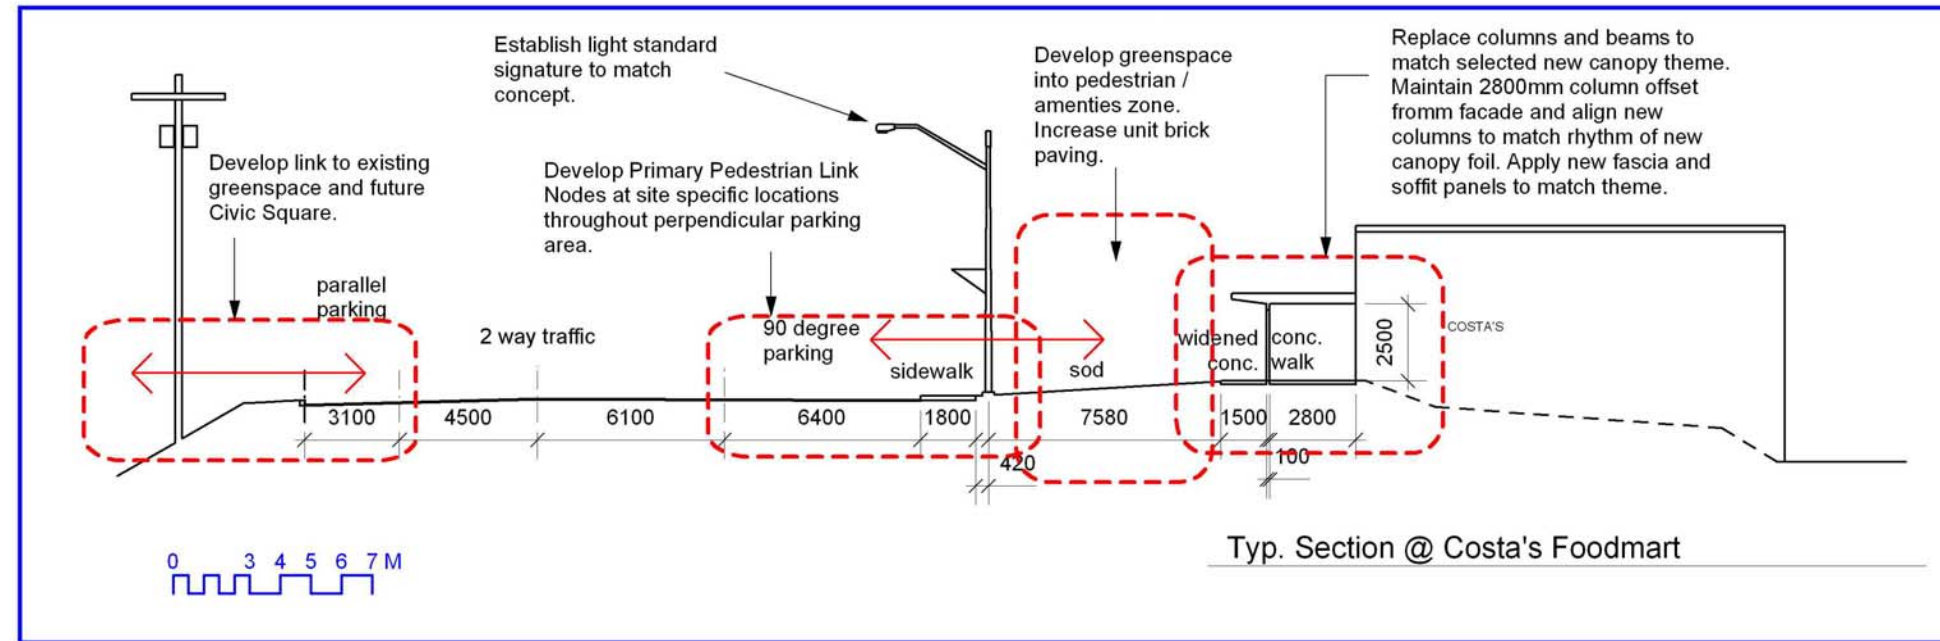 Establish light standard
signature to match
concept.
Develop greenspace
into pedestrian /
amenties zone.
Increase unit brick
paving.
Replace columns and beams to
match selected new canopy theme.
Maintain 2800mm column offset
fromm facade and align new
columns to match rhythm of new
canopy foil. Apply new fascia and
soffit panels to match theme.
Develop link to existing
greenspace and future
Civic Square.
Develop Primary Pedestrian Link
Nodes at site specific locations
throughout perpendicular parking
area.
parallel
parking
2 way traffic
90 degree
parking
sidewalk
sod
widened
conc.
conc.
walk
2500
COSTA'S
3100
4500
6100
6400
1800
7580
1500
2800
420
100
Typ. Section @ Costa's Foodmart
0 3 4 5 6 7 M